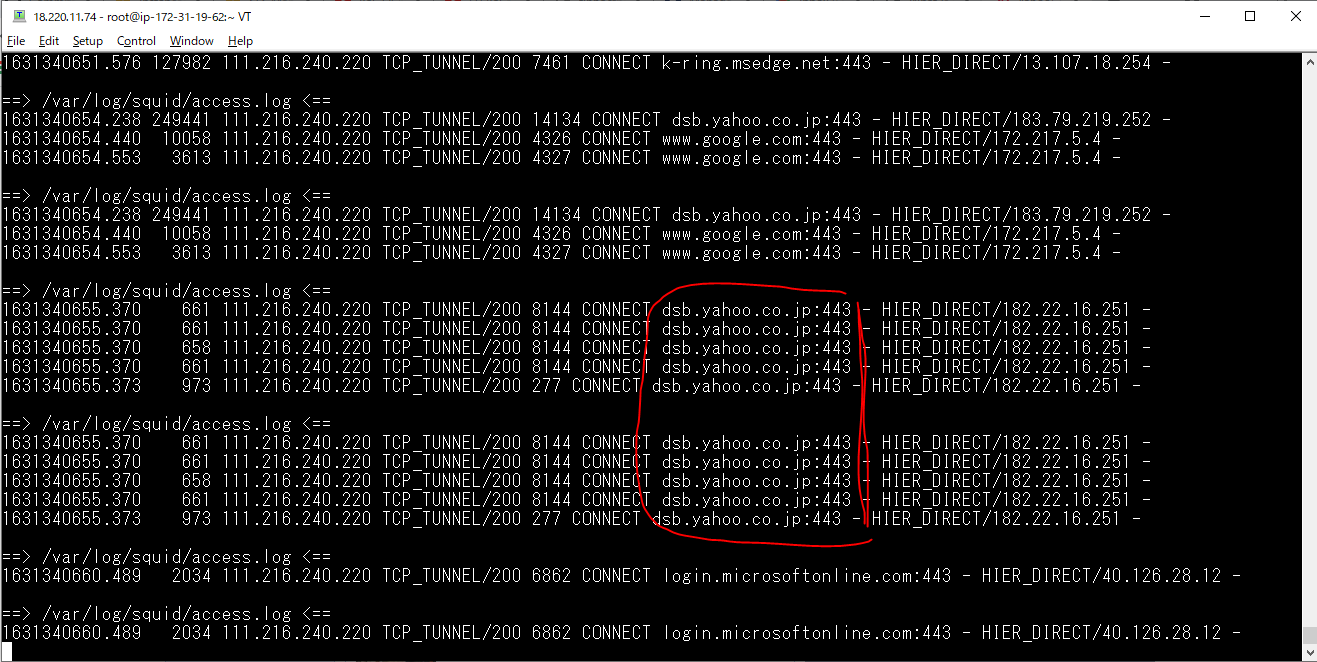 18.220.11.74 - root@ip-172-31-19-62:~ VT
File Edit Setup Control Window Help
1631340651.576 127982 111.216.240.220 TCP_TUNNEL/200 7461 CONNECT k-ring.msedge.net:443 - HIER_DIRECT/13.107.18.254 -
==> /var/log/squid/access.log <==
1631340654.238 249441 111.216.240.220 TCP_TUNNEL/200 14134 CONNECT dsb.yahoo.co.jp:443 - HIER_DIRECT/183.79.219.252 -
1631340654.440 10058 111.216.240.220 TCP_TUNNEL/200 4326 CONNECT www.google.com:443 - HIER_DIRECT/172.217.5.4 -
1631340654.553 3613 111.216.240.220 TCP_TUNNEL/200 4327 CONNECT www.google.com:443 - HIER_DIRECT/172.217.5.4 -
==> /var/log/squid/access.log <==
1631340654.238 249441 111.216.240.220 TCP_TUNNEL/200 14134 CONNECT dsb.yahoo.co.jp:443 - HIER_DIRECT/183.79.219.252 -
1631340654.440 10058 111.216.240.220 TCP_TUNNEL/200 4326 CONNECT www.google.com:443 - HIER_DIRECT/172.217.5.4 -
1631340654.553 3613 111.216.240.220 TCP_TUNNEL/200 4327 CONNECT www.google.com:443 - HIER_DIRECT/172.217.5.4 -
==> /var/log/squid/access.log <==
1631340655.370 661 111.216.240.220 TCP_TUNNEL/200 8144 CONNECT dsb.yahoo.co.jp:443 - HIER_DIRECT/182.22.16.251 -
1631340655.370 661 111.216.240.220 TCP_TUNNEL/200 8144 CONNECT dsb.yahoo.co.jp:443 - HIER_DIRECT/182.22.16.251 -
1631340655.370 658 111.216.240.220 TCP_TUNNEL/200 8144 CONNECT dsb.yahoo.co.jp:443 - HIER_DIRECT/182.22.16.251 -
1631340655.370 661 111.216.240.220 TCP_TUNNEL/200 8144 CONNECT dsb.yahoo.co.jp:443 - HIER_DIRECT/182.22.16.251 -
1631340655.373 973 111.216.240.220 TCP_TUNNEL/200 277 CONNECT dsb.yahoo.co.jp:443 - HIER_DIRECT/182.22.16.251 -
==> /var/log/squid/access.log <==
1631340655.370 661 111.216.240.220 TCP_TUNNEL/200 8144 CONNECT dsb.yahoo.co.jp:443 - HIER_DIRECT/182.22.16.251 -
1631340655.370 661 111.216.240.220 TCP_TUNNEL/200 8144 CONNECT dsb.yahoo.co.jp:443 - HIER_DIRECT/182.22.16.251 -
1631340655.370 658 111.216.240.220 TCP_TUNNEL/200 8144 CONNECT dsb.yahoo.co.jp:443 - HIER_DIRECT/182.22.16.251 -
1631340655.370 661 111.216.240.220 TCP_TUNNEL/200 8144 CONNECT dsb.yahoo.co.jp:443 - HIER_DIRECT/182.22.16.251 -
1631340655.373 973 111.216.240.220 TCP_TUNNEL/200 277 CONNECT dsb.yahoo.co.jp:443 - HIER_DIRECT/182.22.16.251 -
==> /var/log/squid/access.log <==
1631340660.489 2034 111.216.240.220 TCP_TUNNEL/200 6862 CONNECT login.microsoftonline.com:443 - HIER_DIRECT/40.126.28.12 -
==> /var/log/squid/access.log <==
1631340660.489 2034 111.216.240.220 TCP_TUNNEL/200 6862 CONNECT login.microsoftonline.com:443 - HIER_DIRECT/40.126.28.12 -